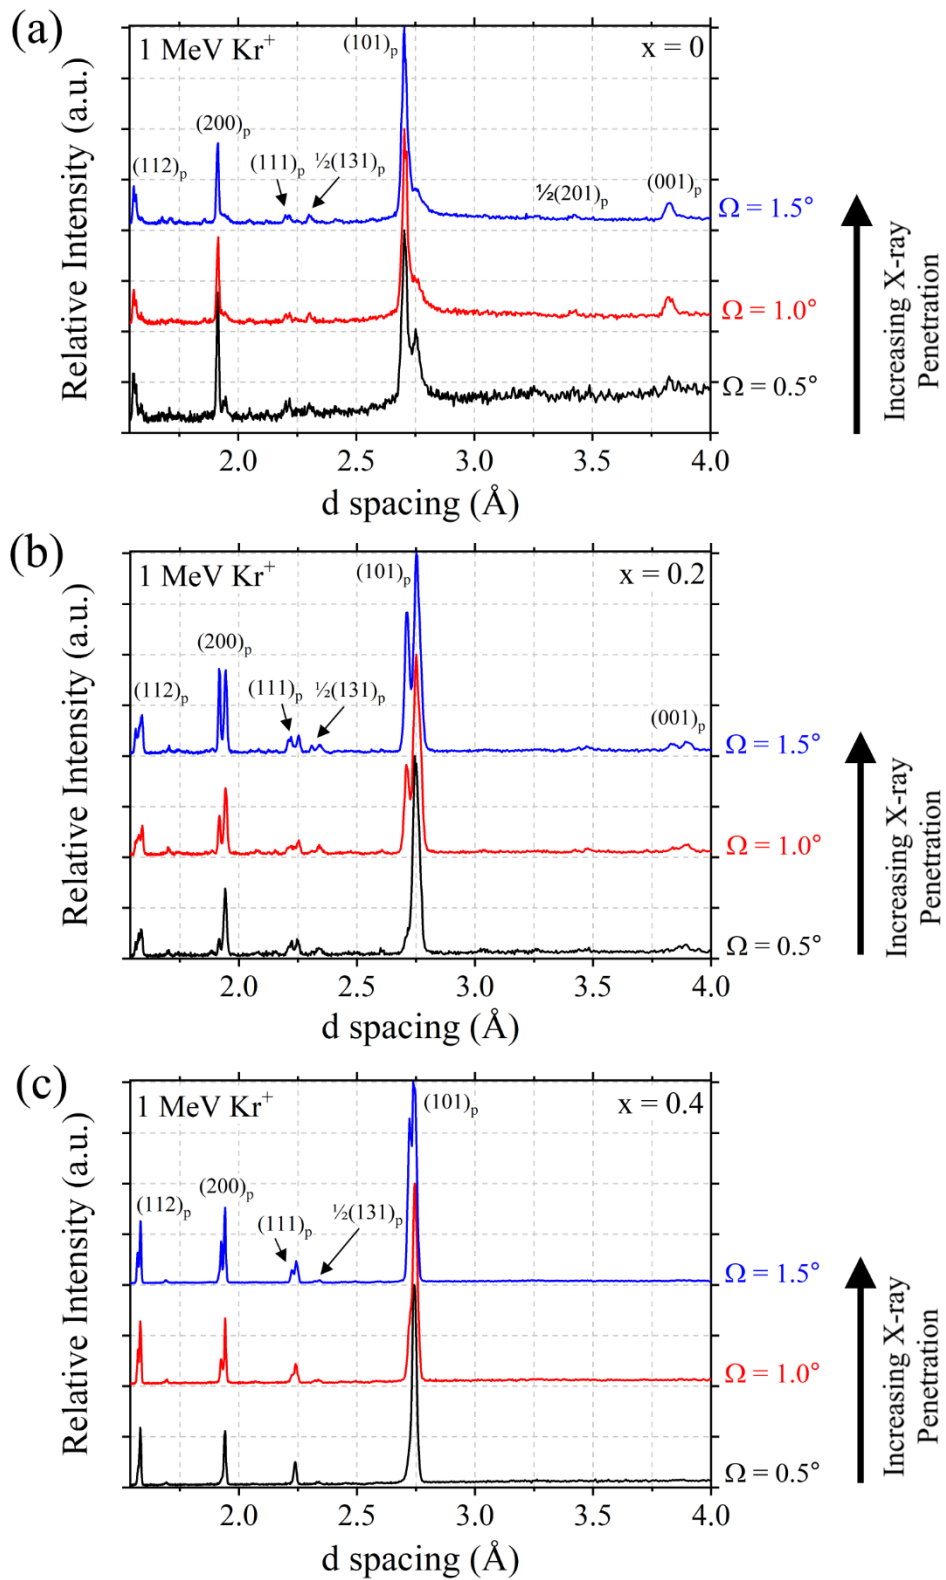 (a)
1 MeV Kr⁺
x = 0
(101)ₚ
(200)ₚ
(112)ₚ
(111)ₚ
½(131)ₚ
½(201)ₚ
(001)ₚ
Ω = 1.5°
Ω = 1.0°
Ω = 0.5°
Relative Intensity (a.u.)
Increasing X-ray
Penetration
2.0 2.5 3.0 3.5 4.0
d spacing (Å)
(b)
1 MeV Kr⁺
x = 0.2
(101)ₚ
(200)ₚ
(112)ₚ
(111)ₚ
½(131)ₚ
(001)ₚ
Ω = 1.5°
Ω = 1.0°
Ω = 0.5°
Relative Intensity (a.u.)
Increasing X-ray
Penetration
2.0 2.5 3.0 3.5 4.0
d spacing (Å)
(c)
1 MeV Kr⁺
x = 0.4
(101)ₚ
(200)ₚ
(112)ₚ
(111)ₚ
½(131)ₚ
Ω = 1.5°
Ω = 1.0°
Ω = 0.5°
Relative Intensity (a.u.)
Increasing X-ray
Penetration
2.0 2.5 3.0 3.5 4.0
d spacing (Å)